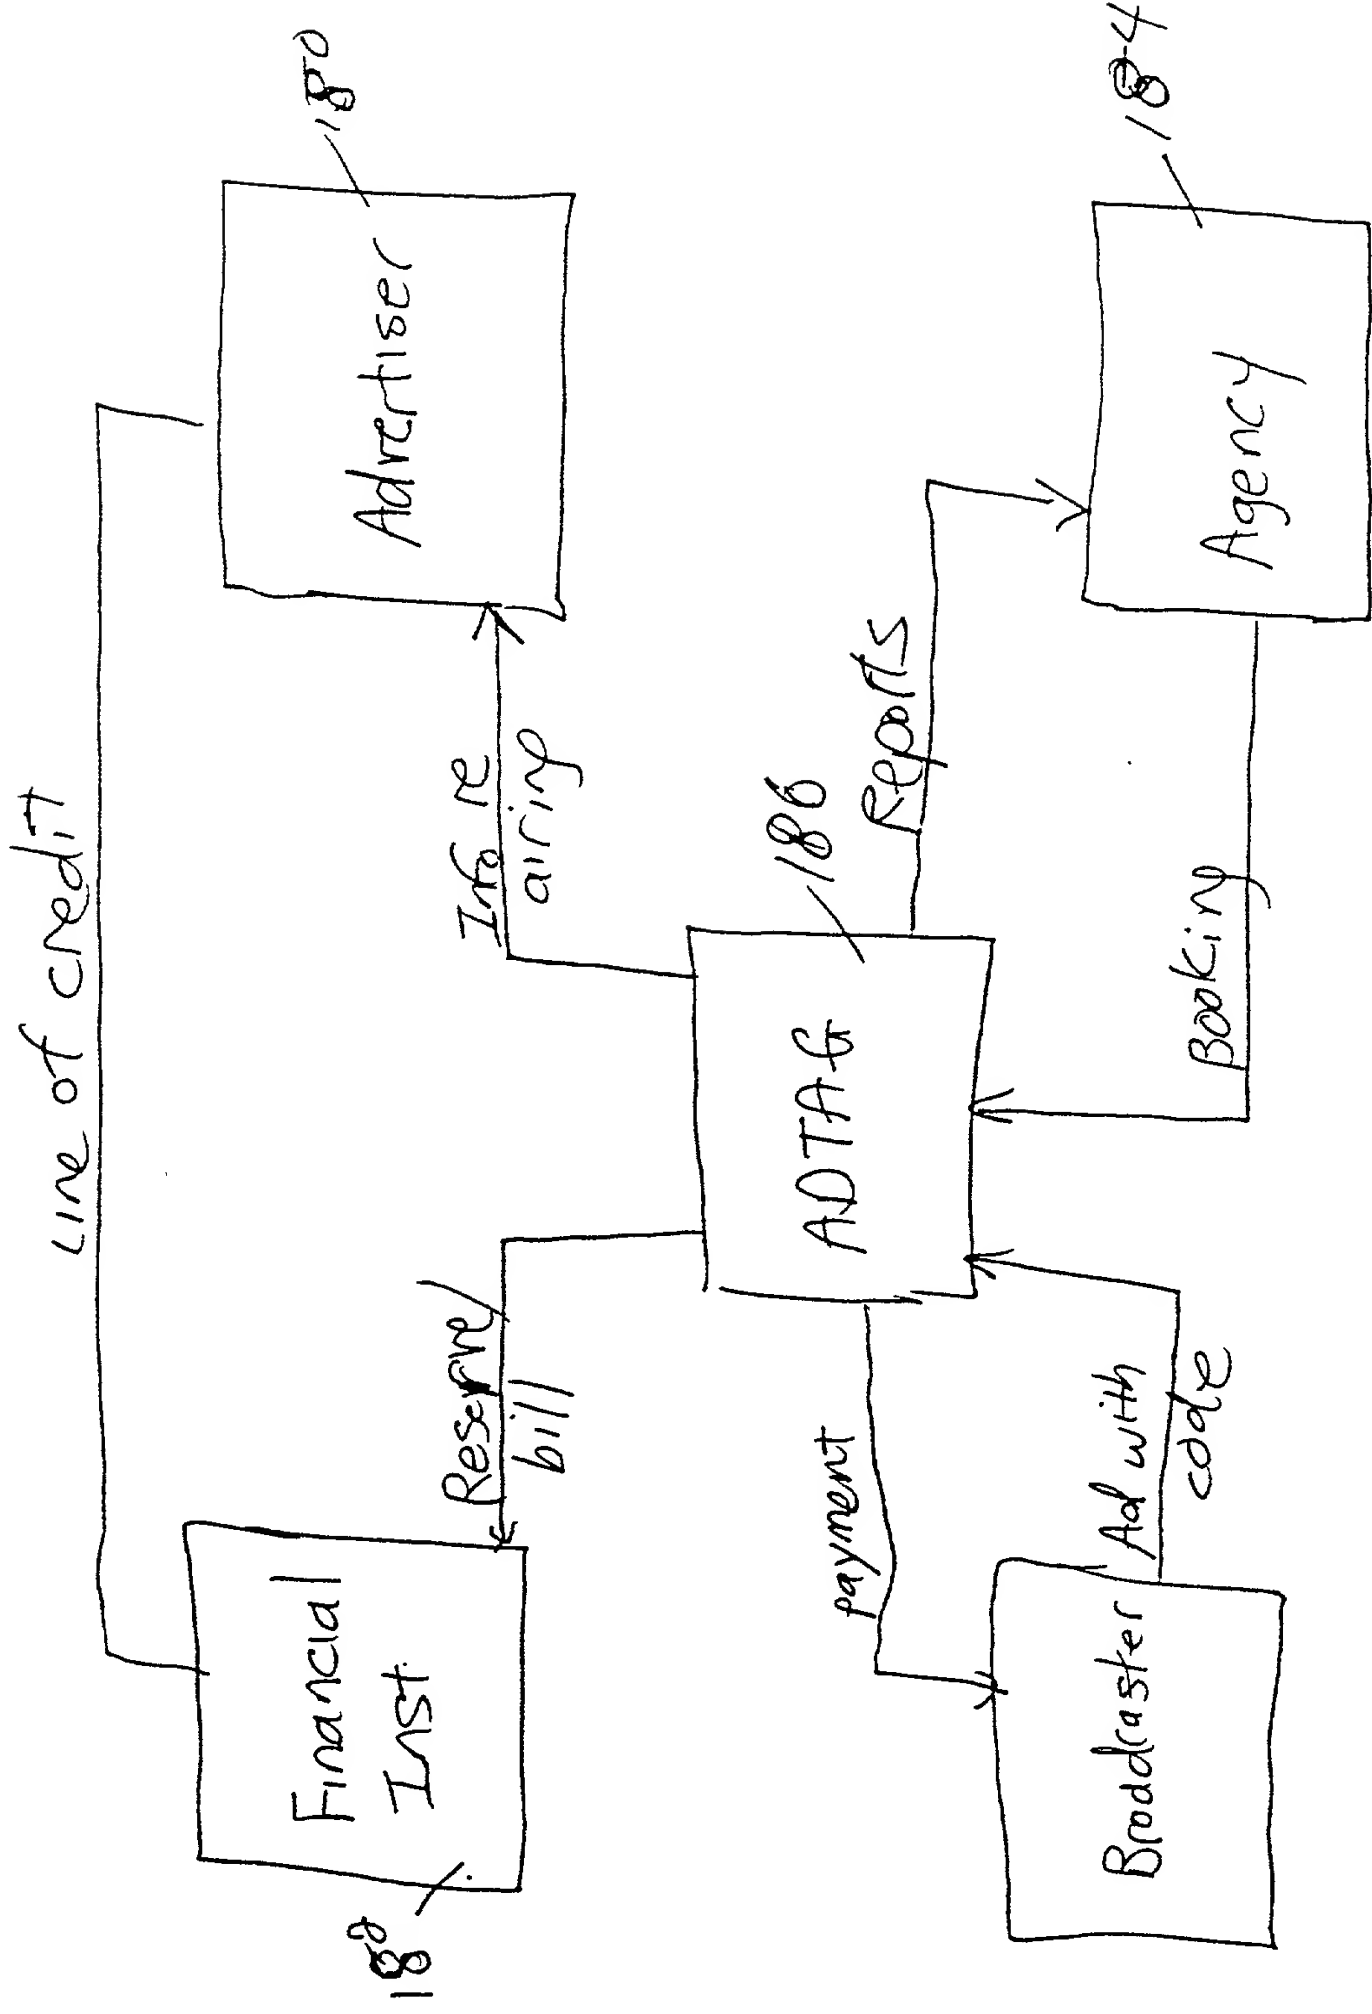 Line of credit
188
Financial
Inst.
Reserve/
bill
Info re
airing
Advertiser
180
ADTAG
186
payment
Reports
Broadcaster
Ad with
code
Booking
Agency
184